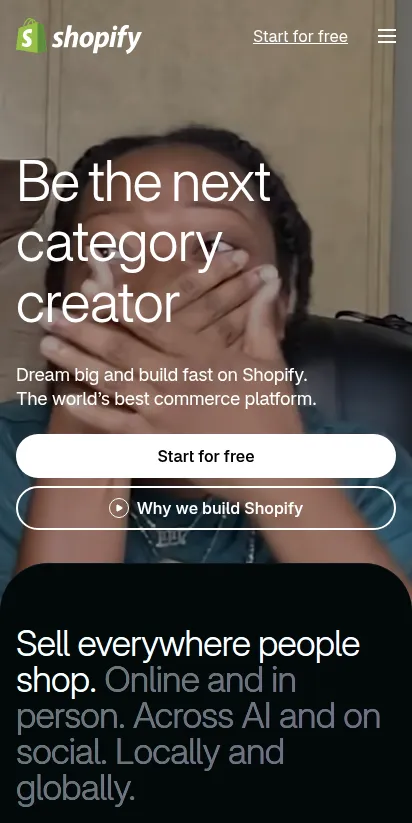 shopify
Start for free
Be the next
category
creator
Dream big and build fast on Shopify.
The world's best commerce platform.
Start for free
Why we build Shopify
Sell everywhere people
shop. Online and in
person. Across AI and on
social. Locally and
globally.